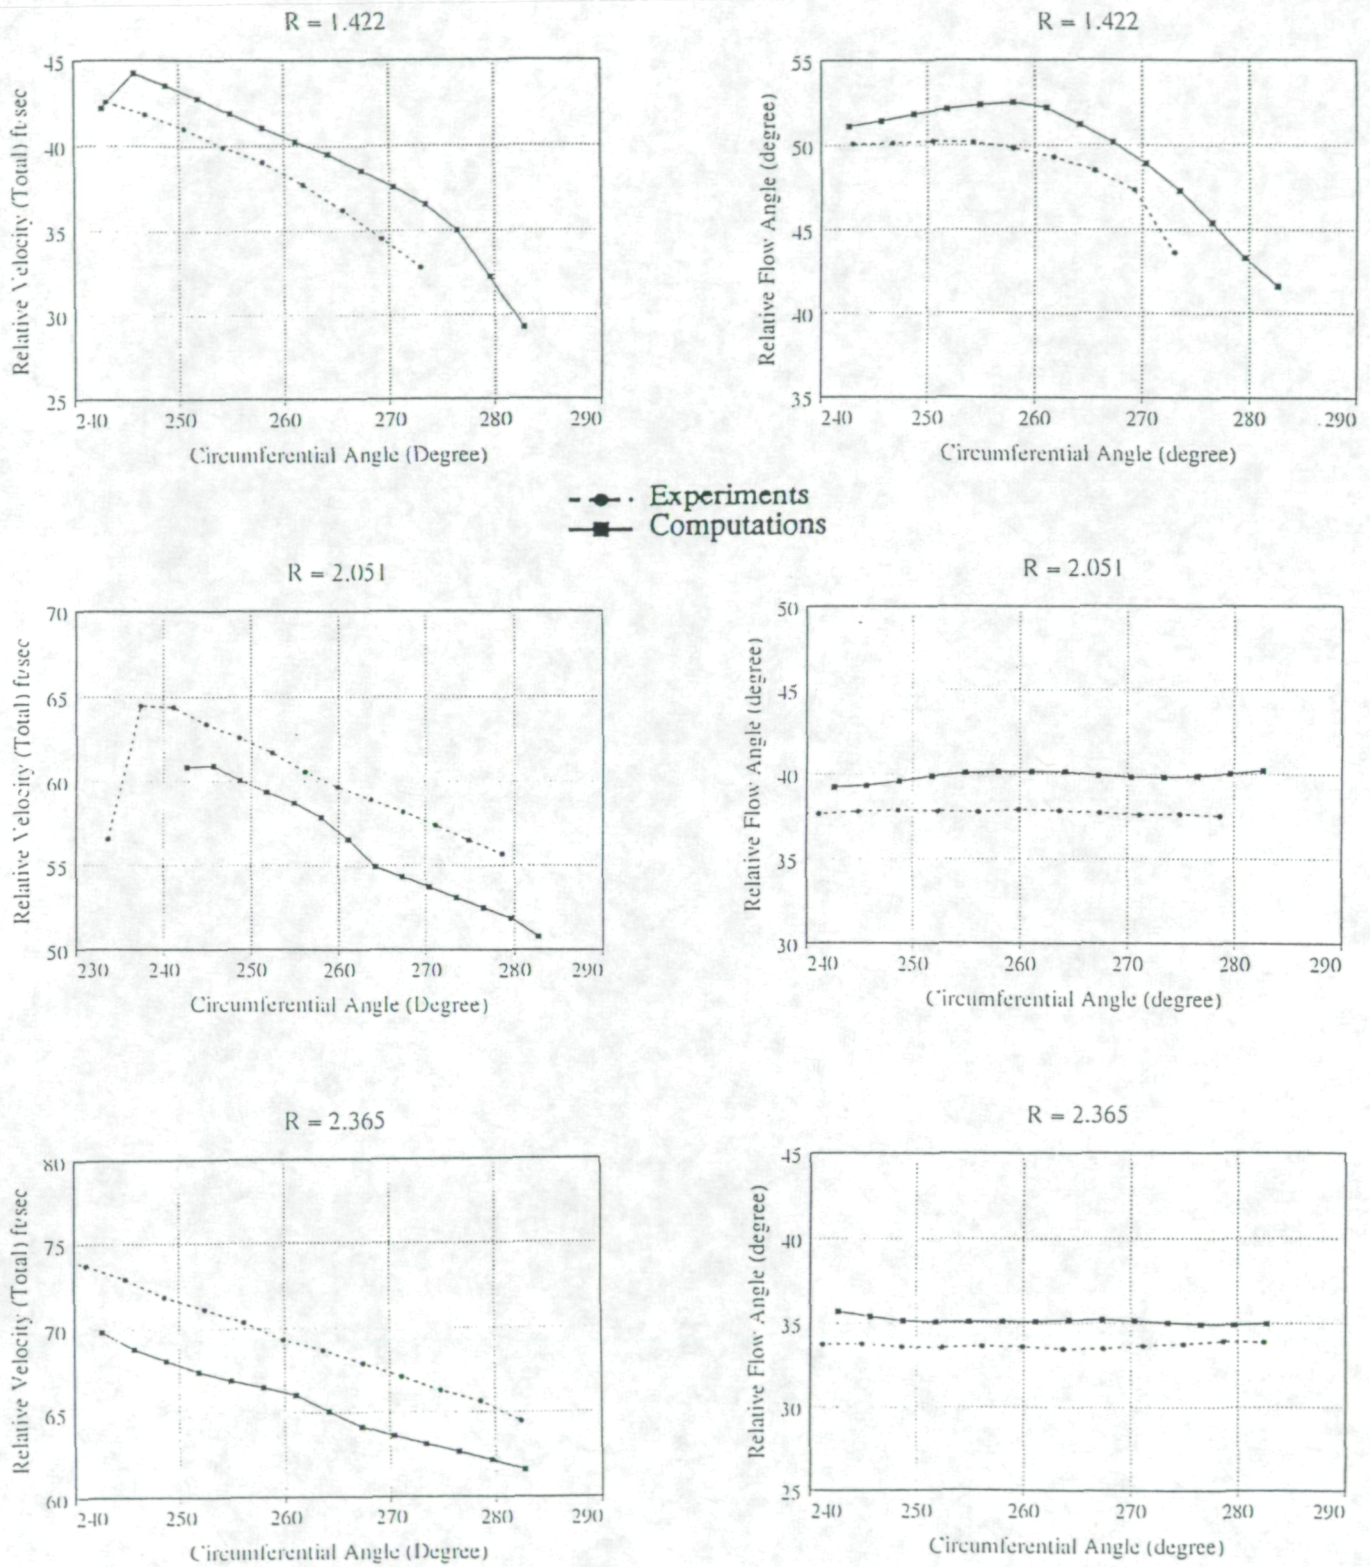 R = 1.422
45
40
35
30
25
240 250 260 270 280 290
Relative Velocity (Total) ft/sec
Circumferential Angle (Degree)
R = 1.422
55
50
45
40
35
240 250 260 270 280 290
Relative Flow Angle (degree)
Circumferential Angle (degree)
Experiments
Computations
R = 2.051
70
65
60
55
50
230 240 250 260 270 280 290
Relative Velocity (Total) ft/sec
Circumferential Angle (Degree)
R = 2.051
50
45
40
35
30
240 250 260 270 280 290
Relative Flow Angle (degree)
Circumferential Angle (degree)
R = 2.365
80
75
70
65
60
240 250 260 270 280 290
Relative Velocity (Total) ft/sec
Circumferential Angle (Degree)
R = 2.365
45
40
35
30
25
240 250 260 270 280 290
Relative Flow Angle (degree)
Circumferential Angle (degree)